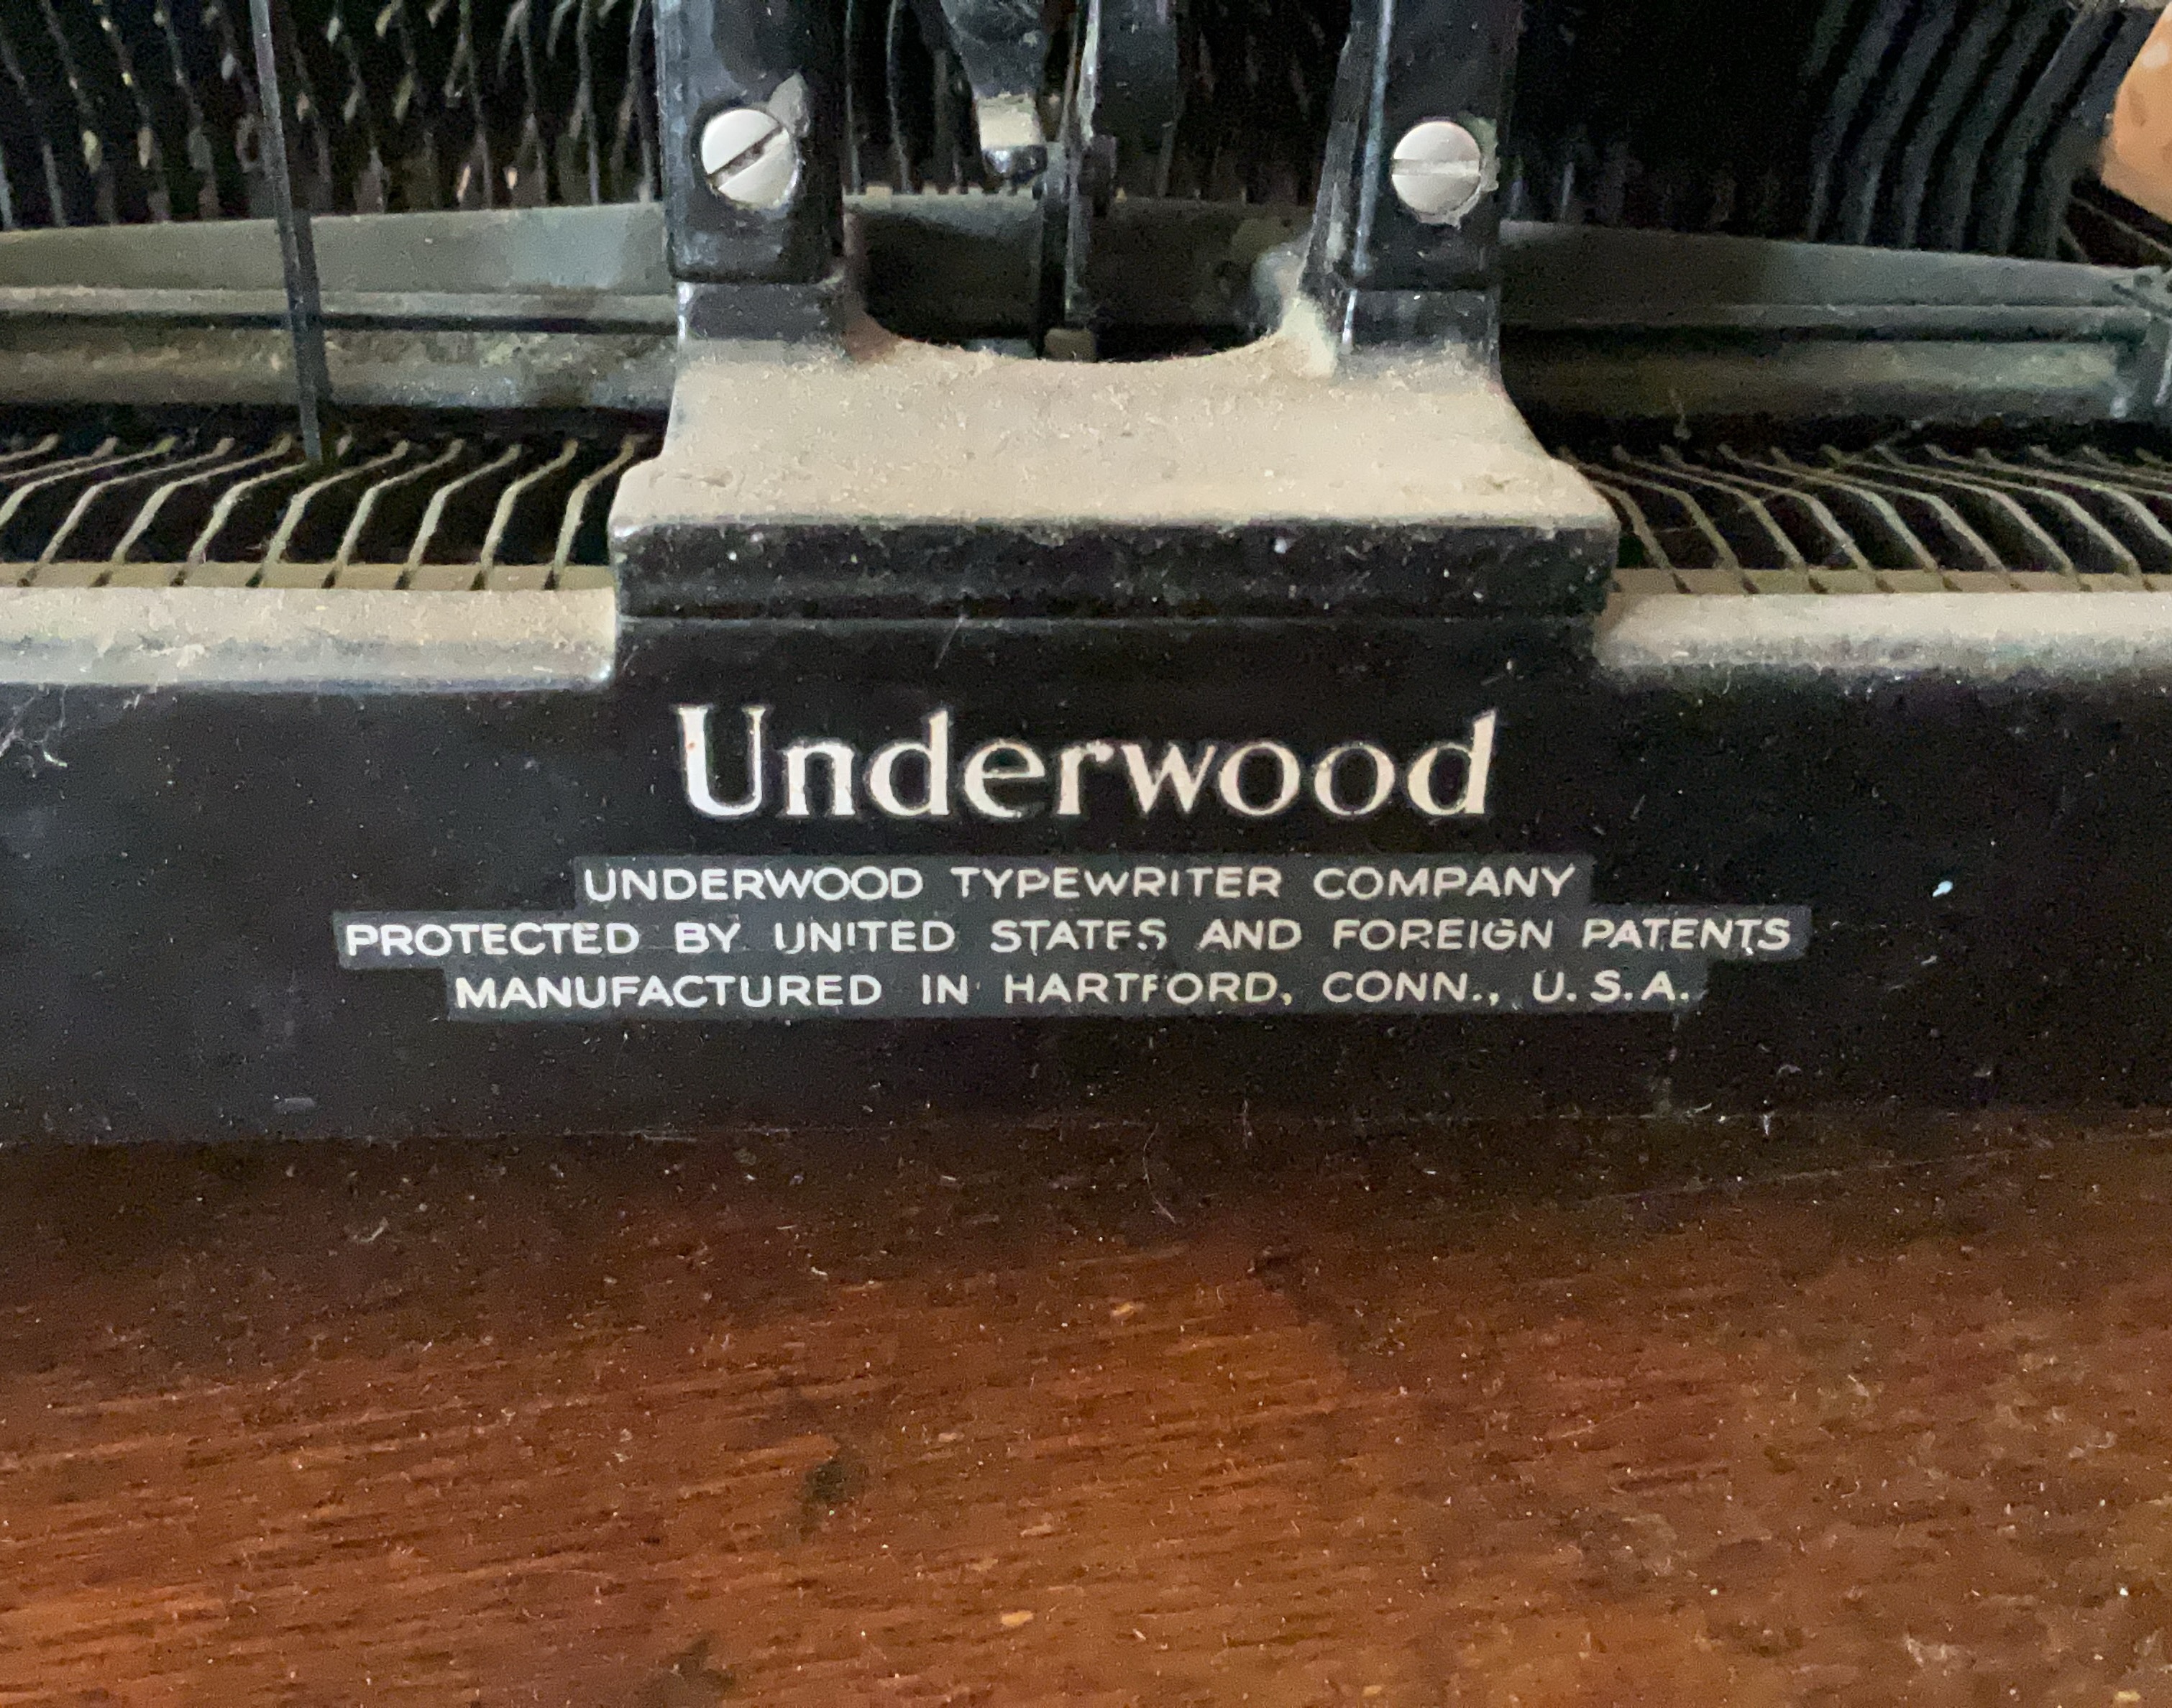 Underwood
UNDERWOOD TYPEWRITER COMPANY
PROTECTED BY UNITED STATES AND FOREIGN PATENTS
MANUFACTURED IN HARTFORD, CONN., U.S.A.